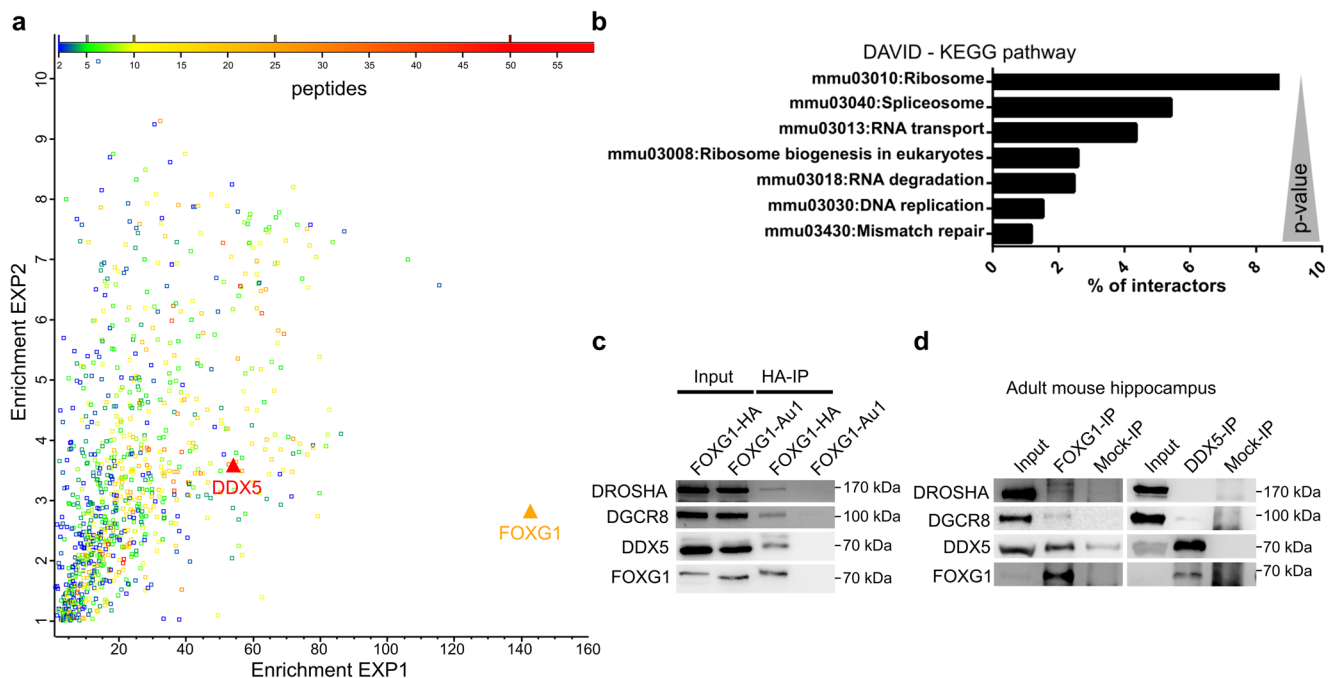 a
2 5 10 15 20 25 30 35 40 45 50 55
peptides
10
9
8
7
6
5
4
3
2
1
Enrichment EXP2
DDX5
FOXG1
20 40 60 80 100 120 140 160
Enrichment EXP1
b
DAVID - KEGG pathway
mmu03010:Ribosome
mmu03040:Spliceosome
mmu03013:RNA transport
mmu03008:Ribosome biogenesis in eukaryotes
mmu03018:RNA degradation
mmu03030:DNA replication
mmu03430:Mismatch repair
p-value
0 2 4 6 8 10
% of interactors
c
Input HA-IP
FOXG1-HA FOXG1-Au1 FOXG1-HA FOXG1-Au1
DROSHA -170 kDa
DGCR8 -100 kDa
DDX5 -70 kDa
FOXG1 -70 kDa
d
Adult mouse hippocampus
Input FOXG1-IP Mock-IP Input DDX5-IP Mock-IP
DROSHA -170 kDa
DGCR8 -100 kDa
DDX5 -70 kDa
FOXG1 -70 kDa